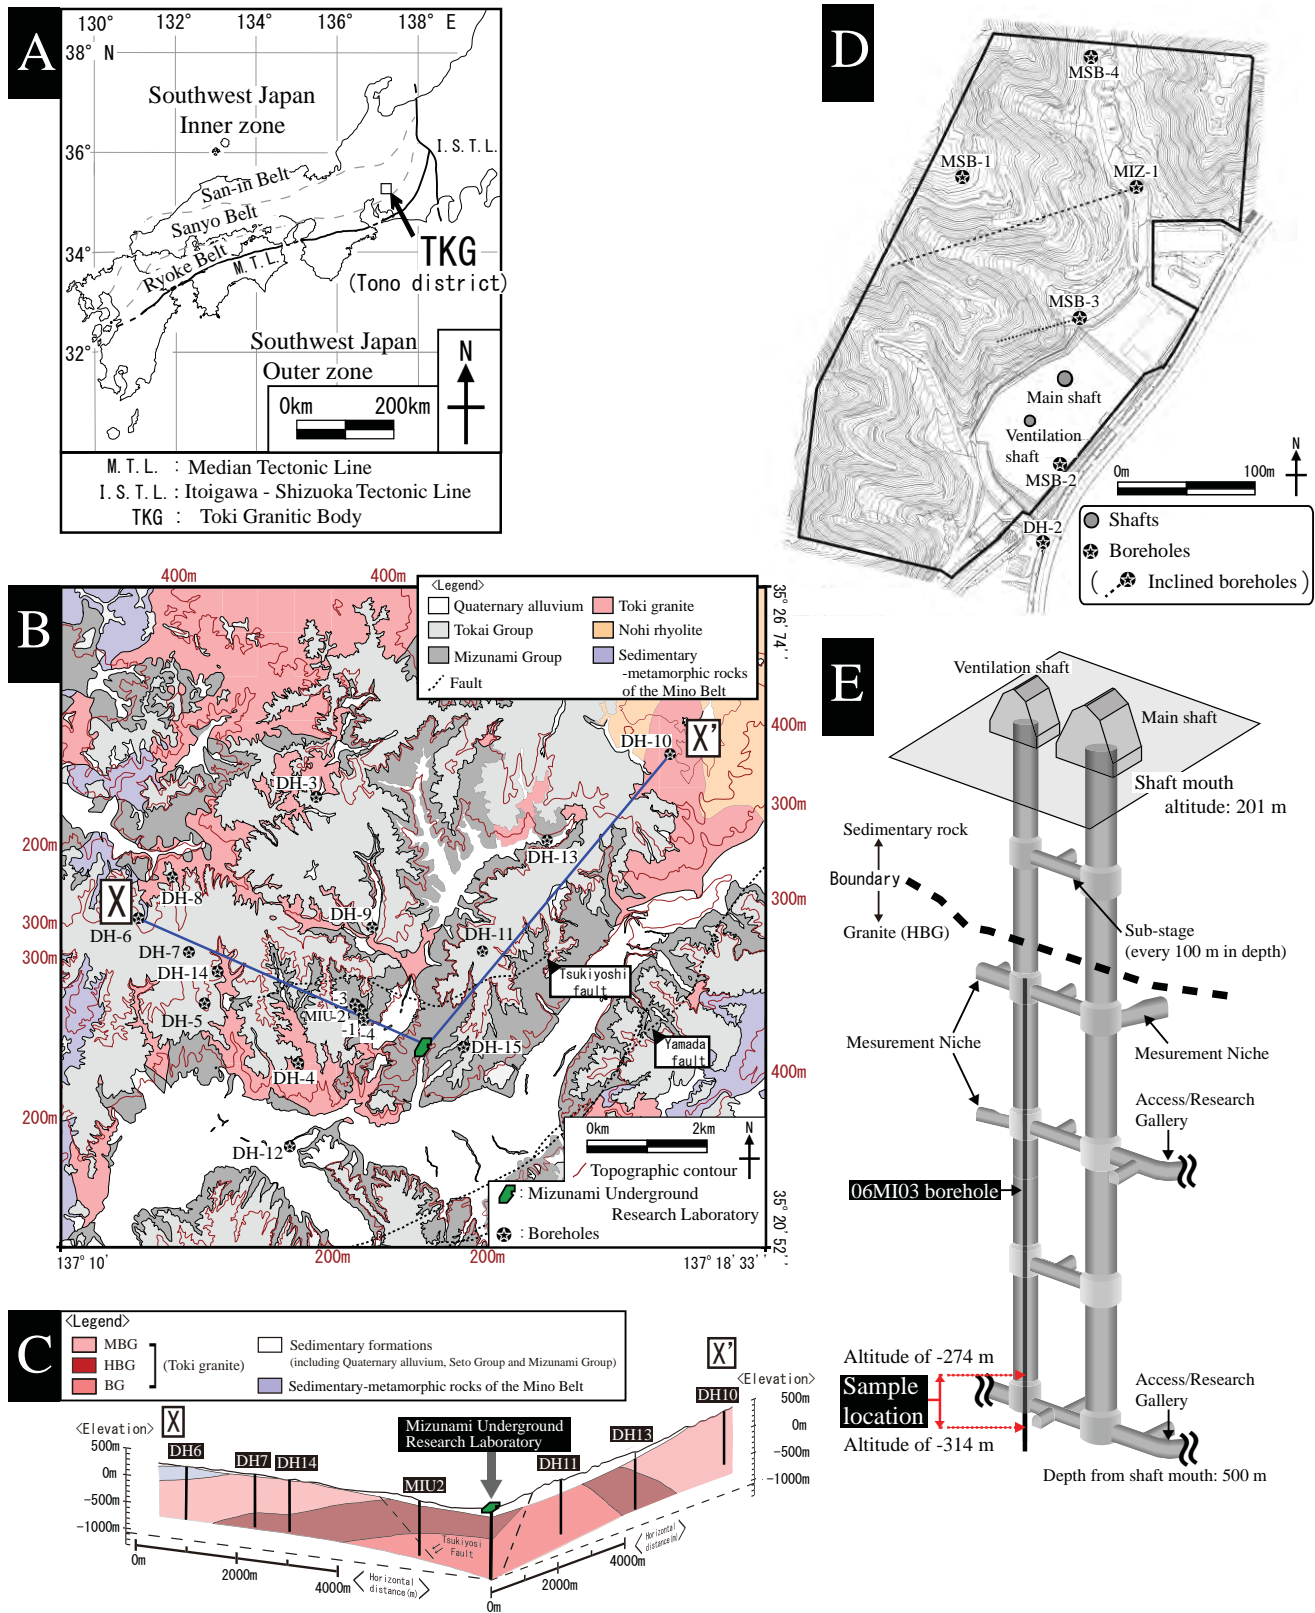 A
130° 132° 134° 136° 138° E
38° N
36°
34°
32°
Southwest Japan
Inner zone
I.S.T.L.
San-in Belt
Sanyo Belt
Ryoke Belt
M.T.L.
TKG
(Tono district)
Southwest Japan
Outer zone
0km 200km
N
M.T.L. : Median Tectonic Line
I.S.T.L. : Itoigawa - Shizuoka Tectonic Line
TKG : Toki Granitic Body
D
MSB-4
MSB-1
MIZ-1
MSB-3
Main shaft
Ventilation
shaft
MSB-2
DH-2
0m 100m
N
Shafts
Boreholes
( Inclined boreholes )
B
400m 400m
<Legend>
Quaternary alluvium
Tokai Group
Mizunami Group
Fault
Toki granite
Nohi rhyolite
Sedimentary
-metamorphic rocks
of the Mino Belt
35° 26' 74''
X'
DH-10
400m
300m
DH-3
DH-13
200m
X
DH-8
DH-6
300m
300m
DH-7
DH-14
DH-5
DH-9
DH-11
300m
Tsukiyoshi
fault
-3
MIU-2
-1
-4
DH-15
DH-4
Yamada
fault
400m
200m
DH-12
0km 2km
N
Topographic contour
: Mizunami Underground
Research Laboratory
: Boreholes
35° 20' 52''
137° 10' 200m 200m 137° 18' 33''
C
<Legend>
MBG
HBG
BG
(Toki granite)
Sedimentary formations
(including Quaternary alluvium, Seto Group and Mizunami Group)
Sedimentary-metamorphic rocks of the Mino Belt
X'
<Elevation>
500m
0m
-500m
-1000m
DH10
DH13
DH11
Mizunami Underground
Research Laboratory
<Elevation>
X
500m
0m
-500m
-1000m
DH6
DH7
DH14
MIU2
Tsukiyosi
Fault
0m
2000m
4000m
Horizontal
distance(m)
0m
2000m
4000m
Horizontal
distance(m)
E
Ventilation shaft
Main shaft
Shaft mouth
altitude: 201 m
Sedimentary rock
Boundary
Granite (HBG)
Sub-stage
(every 100 m in depth)
Mesurement Niche
Mesurement Niche
Access/Research
Gallery
06MI03 borehole
Altitude of -274 m
Sample
location
Altitude of -314 m
Access/Research
Gallery
Depth from shaft mouth: 500 m